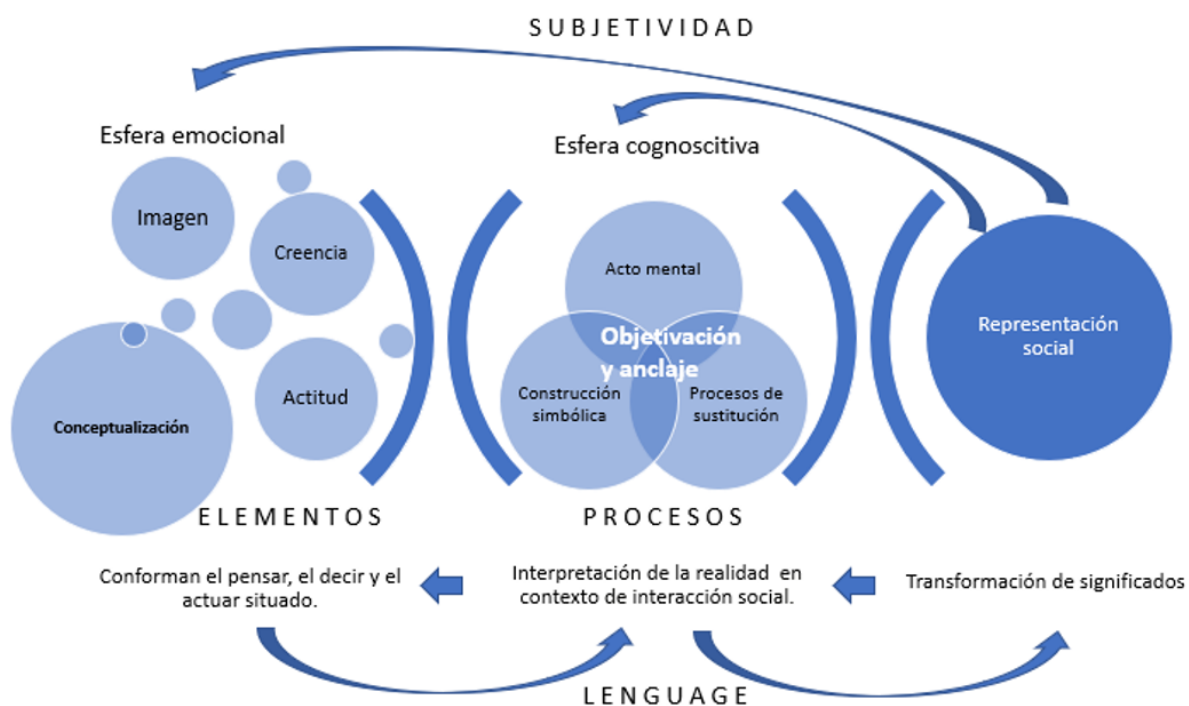 SUBJETIVIDAD
Esfera emocional
Esfera cognoscitiva
Imagen
Creencia
Actitud
Conceptualización
Acto mental
Objetivación
y anclaje
Construcción
simbólica
Procesos de
sustitución
Representación
social
ELEMENTOS
PROCESOS
Conforman el pensar, el decir y el
actuar situado.
Interpretación de la realidad en
contexto de interacción social.
Transformación de significados
LENGUAGE